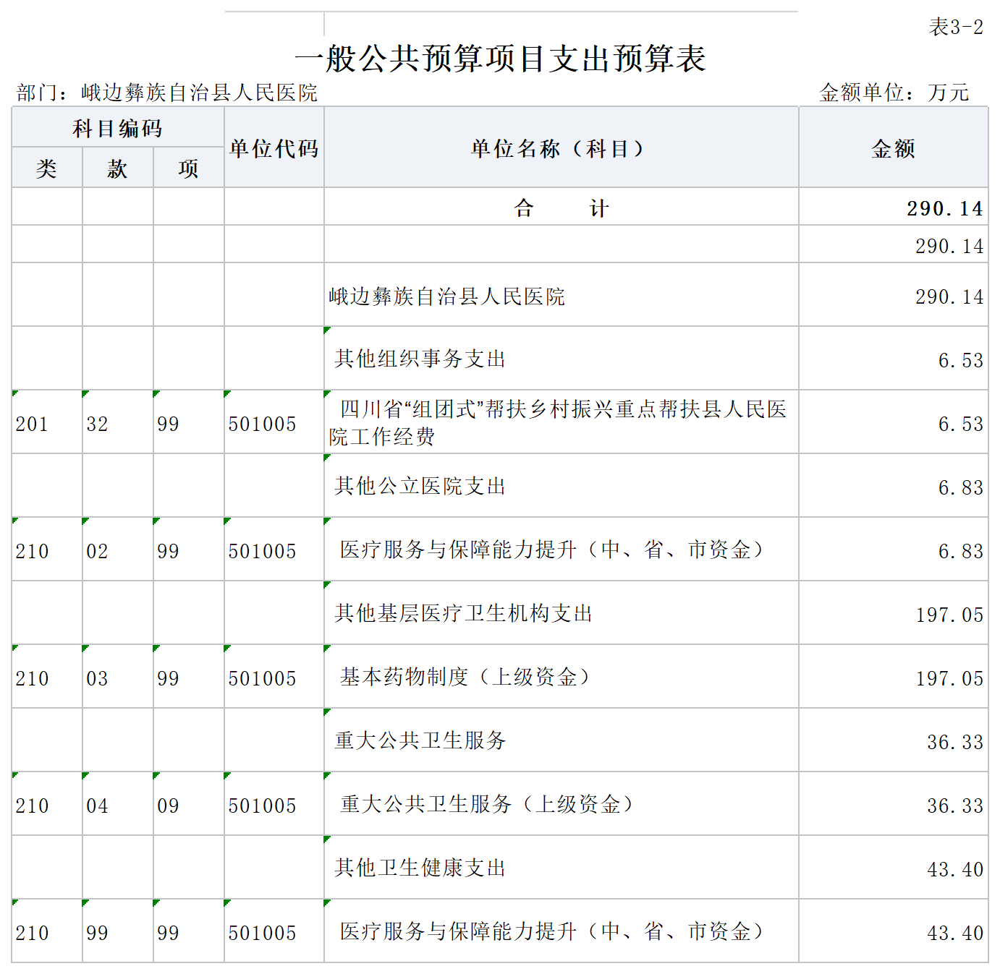 表3-2
一般公共预算项目支出预算表
部门：峨边彝族自治县人民医院 金额单位：万元
科目编码 单位代码 单位名称（科目） 金额
类 款 项
合 计 290.14
290.14
峨边彝族自治县人民医院 290.14
其他组织事务支出 6.53
201 32 99 501005 四川省“组团式”帮扶乡村振兴重点帮扶县人民医 6.53
院工作经费
其他公立医院支出 6.83
210 02 99 501005 医疗服务与保障能力提升（中、省、市资金） 6.83
其他基层医疗卫生机构支出 197.05
210 03 99 501005 基本药物制度（上级资金） 197.05
重大公共卫生服务 36.33
210 04 09 501005 重大公共卫生服务（上级资金） 36.33
其他卫生健康支出 43.40
210 99 99 501005 医疗服务与保障能力提升（中、省、市资金） 43.40